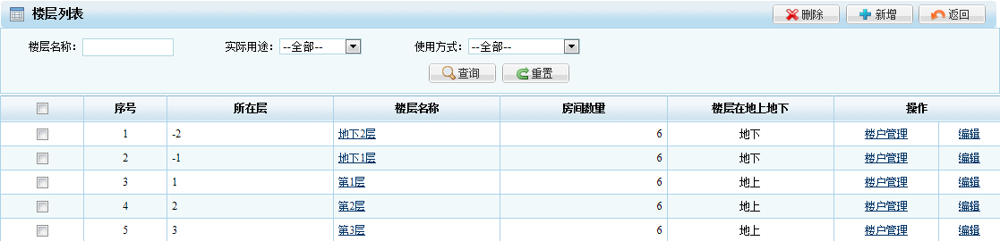 楼层列表 删除 新增 返回
楼层名称： 实际用途： --全部-- 使用方式： --全部--
查询 重置
序号 所在层 楼层名称 房间数量 楼层在地上地下 操作
1 -2 地下2层 6 地下 楼户管理 编辑
2 -1 地下1层 6 地下 楼户管理 编辑
3 1 第1层 6 地上 楼户管理 编辑
4 2 第2层 6 地上 楼户管理 编辑
5 3 第3层 6 地上 楼户管理 编辑